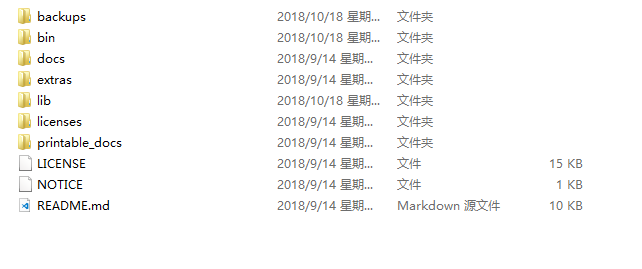 backups 2018/10/18 星期... 文件夹
bin 2018/10/18 星期... 文件夹
docs 2018/9/14 星期... 文件夹
extras 2018/9/14 星期... 文件夹
lib 2018/10/18 星期... 文件夹
licenses 2018/9/14 星期... 文件夹
printable_docs 2018/9/14 星期... 文件夹
LICENSE 2018/9/14 星期... 文件 15 KB
NOTICE 2018/9/14 星期... 文件 1 KB
README.md 2018/9/14 星期... Markdown 源文件 10 KB